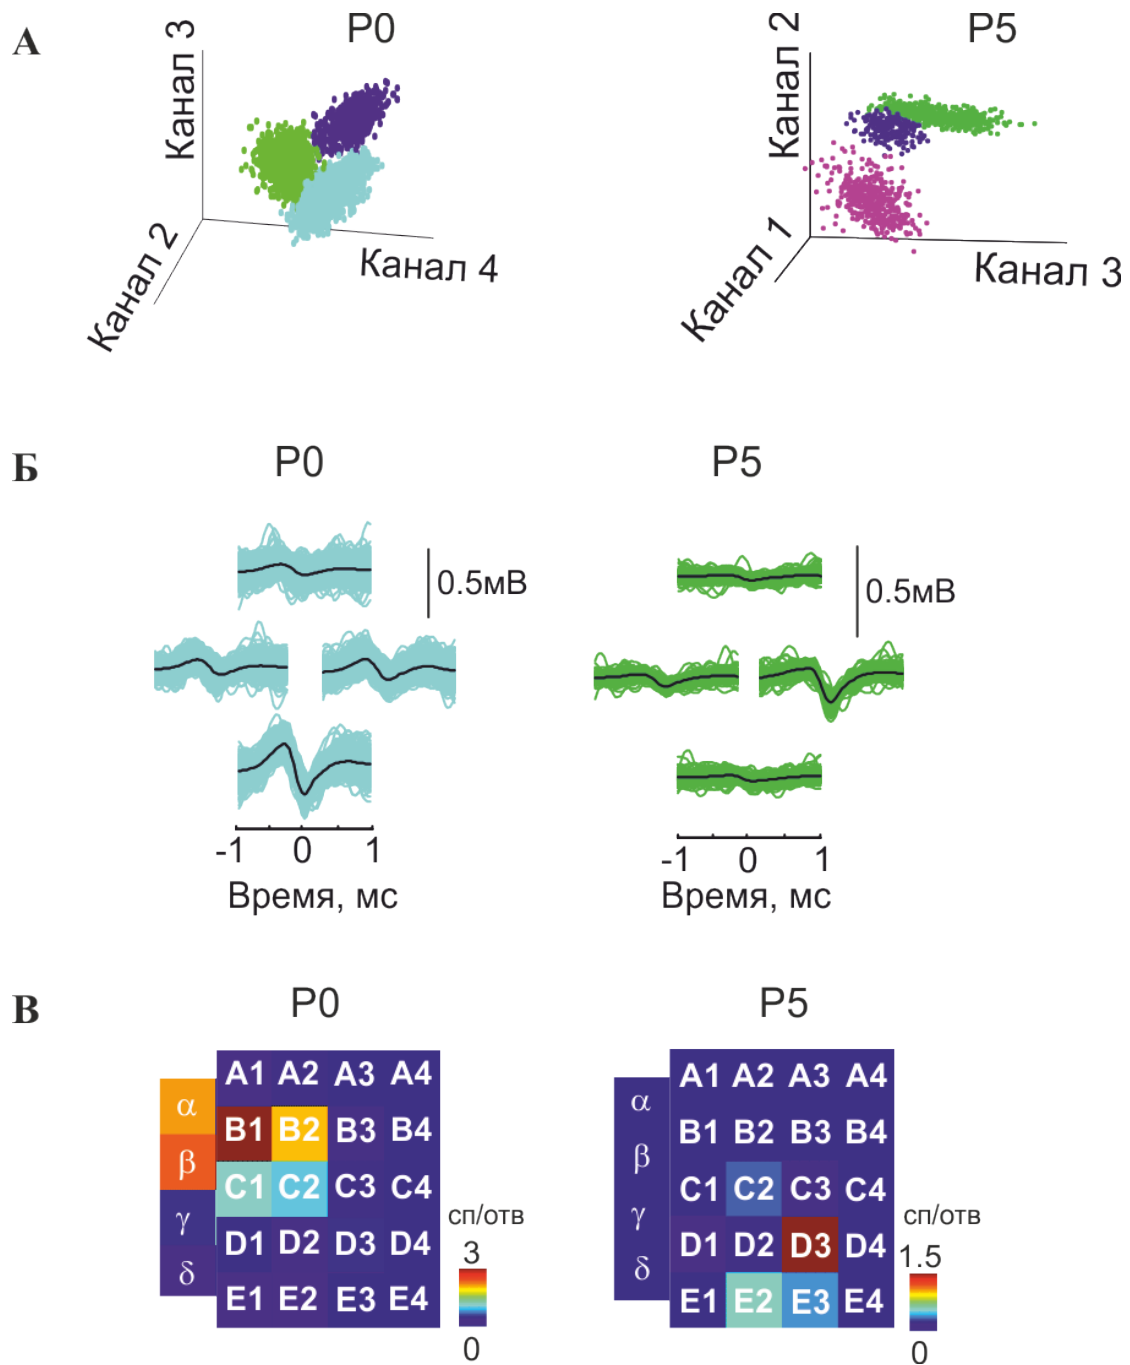 А
P0
P5
Канал 3
Канал 2
Канал 4
Канал 2
Канал 1
Канал 3
Б
P0
P5
0.5мВ
0.5мВ
-1 0 1
-1 0 1
Время, мс
Время, мс
В
P0
P5
α
β
γ
δ
A1 A2 A3 A4
B1 B2 B3 B4
C1 C2 C3 C4
D1 D2 D3 D4
E1 E2 E3 E4
сп/отв
3
0
α
β
γ
δ
A1 A2 A3 A4
B1 B2 B3 B4
C1 C2 C3 C4
D1 D2 D3 D4
E1 E2 E3 E4
сп/отв
1.5
0